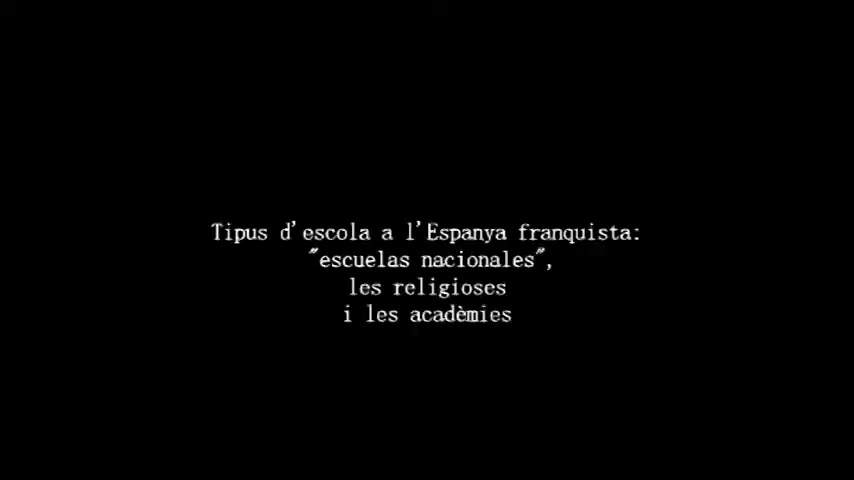 Tipus d'escola a l'Espanya franquista:
"escuelas nacionales",
les religioses
i les acadèmies